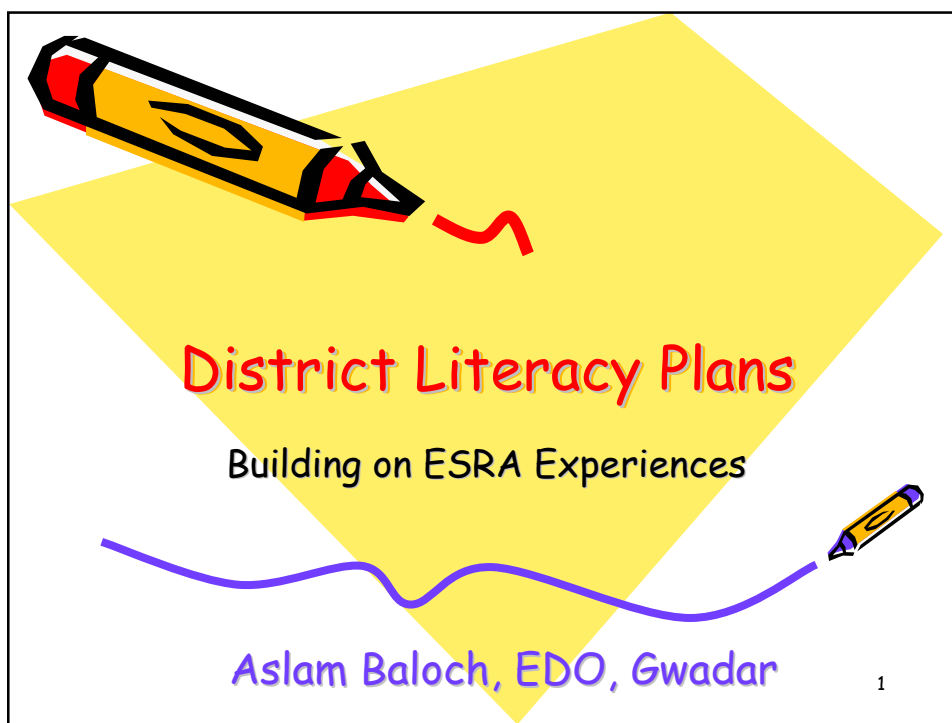 District Literacy Plans
Building on ESRA Experiences
Aslam Baloch, EDO, Gwadar
1